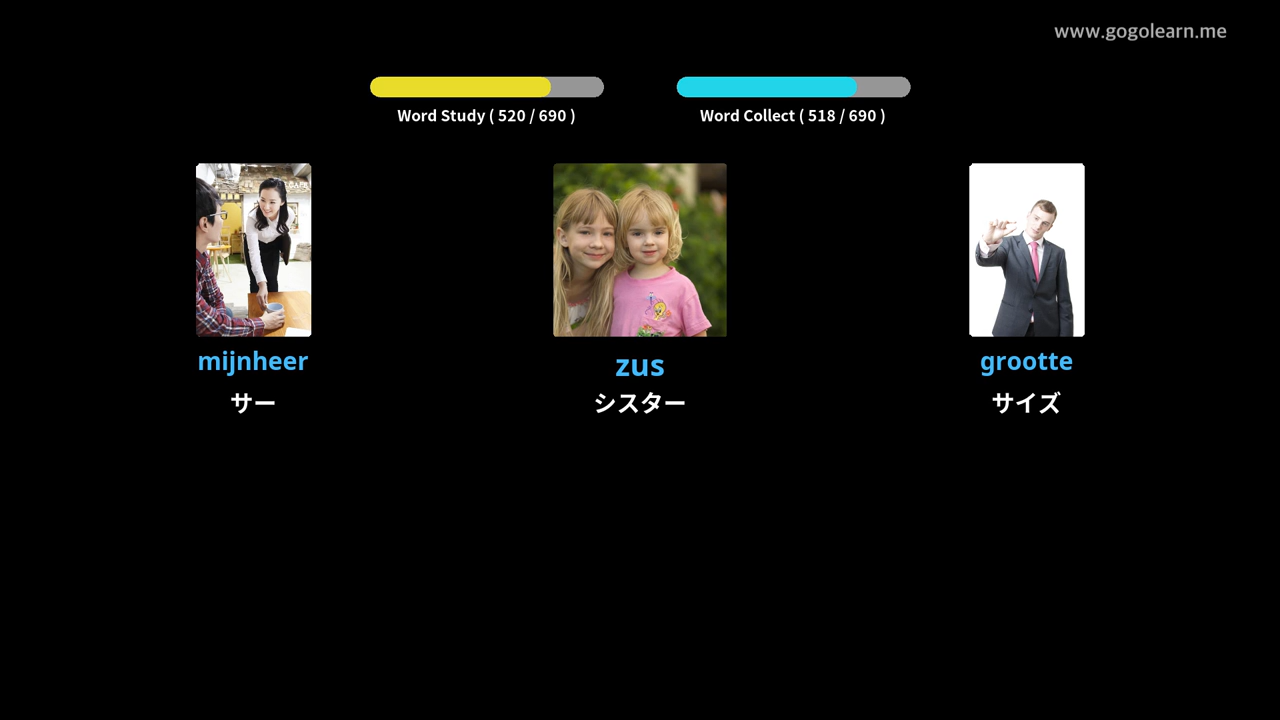 www.gogolearn.me
Word Study ( 520 / 690 )
Word Collect ( 518 / 690 )
mijnheer
サー
zus
シスター
grootte
サイズ